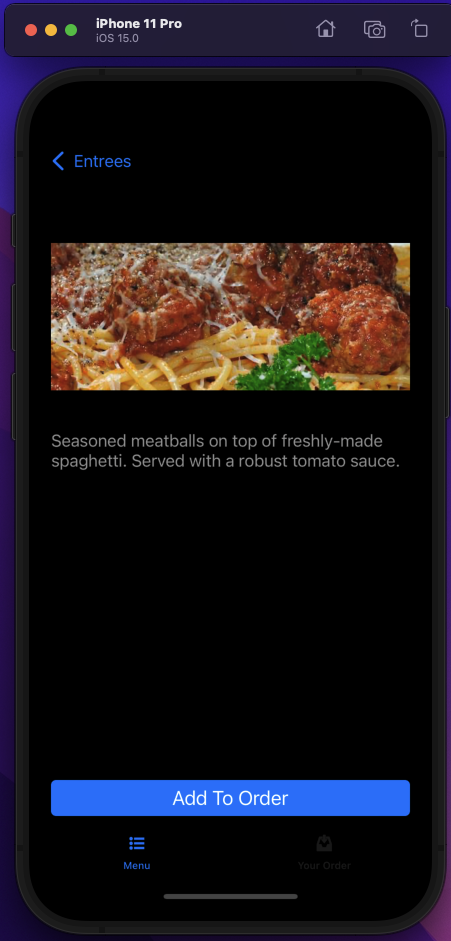 iPhone 11 Pro
iOS 15.0
Entrees
Seasoned meatballs on top of freshly-made
spaghetti. Served with a robust tomato sauce.
Add To Order
Menu
Your Order